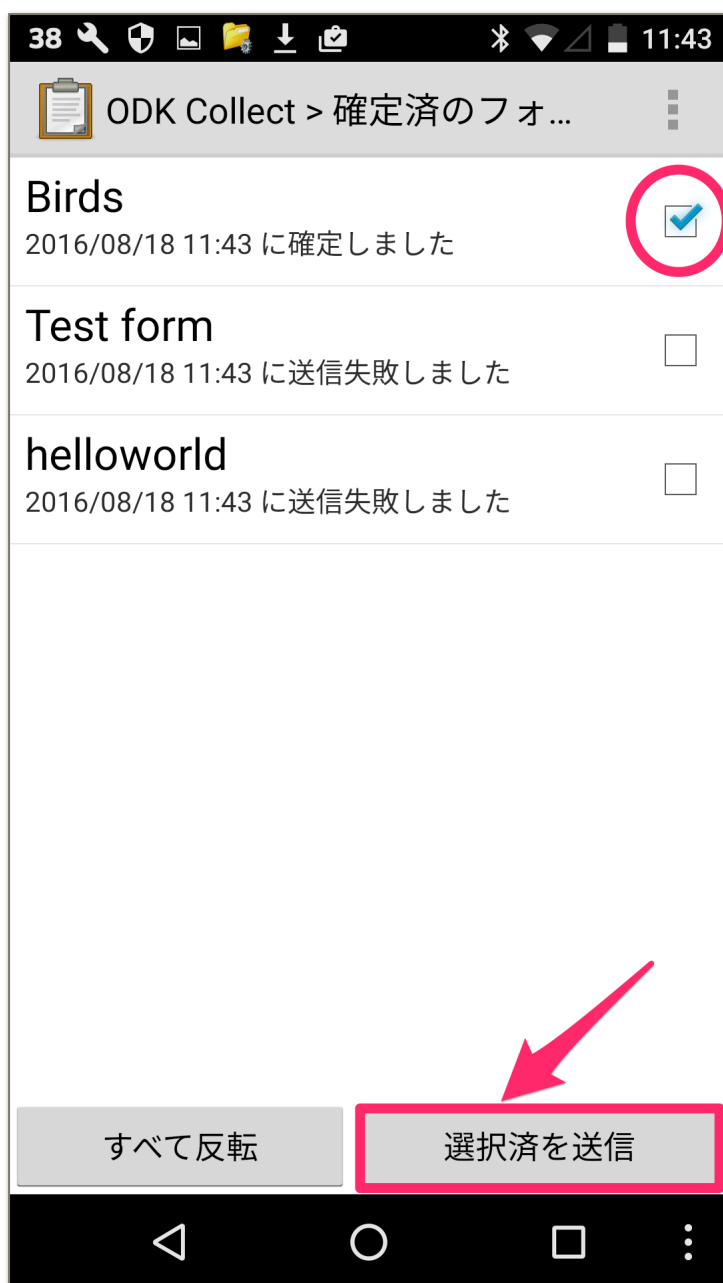 38
11:43
ODK Collect > 確定済のフォ...
Birds
2016/08/18 11:43 に確定しました
Test form
2016/08/18 11:43 に送信失敗しました
helloworld
2016/08/18 11:43 に送信失敗しました
すべて反転
選択済を送信